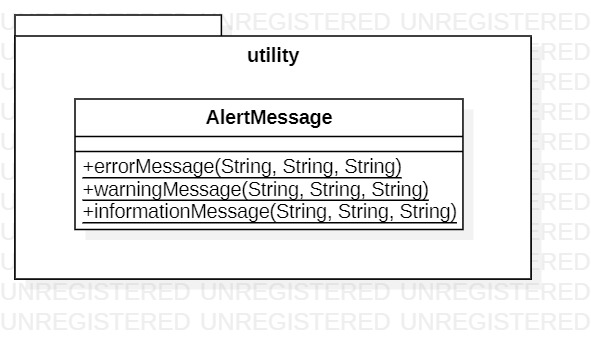 UNREGISTERED UNREGISTERED UNREGISTERED
utility
AlertMessage
+errorMessage(String, String, String)
+warningMessage(String, String, String)
+informationMessage(String, String, String)
UNREGISTERED UNREGISTERED UNREGISTERED
UNREGISTERED UNREGISTERED UNREGISTERED